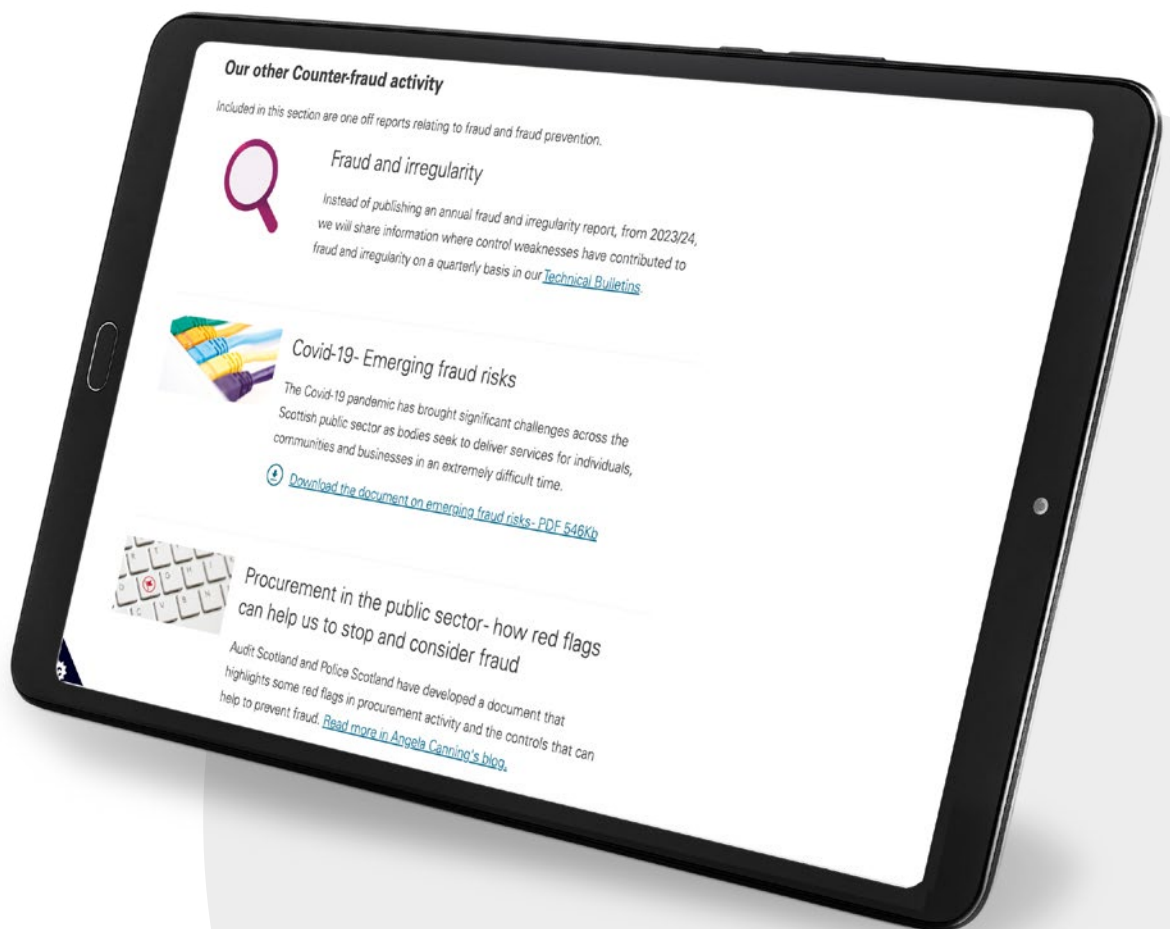 Our other Counter-fraud activity
Included in this section are one off reports relating to fraud and fraud prevention.
Fraud and irregularity
Instead of publishing an annual fraud and irregularity report, from 2023/24,
we will share information where control weaknesses have contributed to
fraud and irregularity on a quarterly basis in our Technical Bulletins.
Covid-19- Emerging fraud risks
The Covid-19 pandemic has brought significant challenges across the
Scottish public sector as bodies seek to deliver services for individuals,
communities and businesses in an extremely difficult time.
Download the document on emerging fraud risks- PDF 546Kb
Procurement in the public sector- how red flags
can help us to stop and consider fraud
Audit Scotland and Police Scotland have developed a document that
highlights some red flags in procurement activity and the controls that can
help to prevent fraud. Read more in Angela Canning's blog.